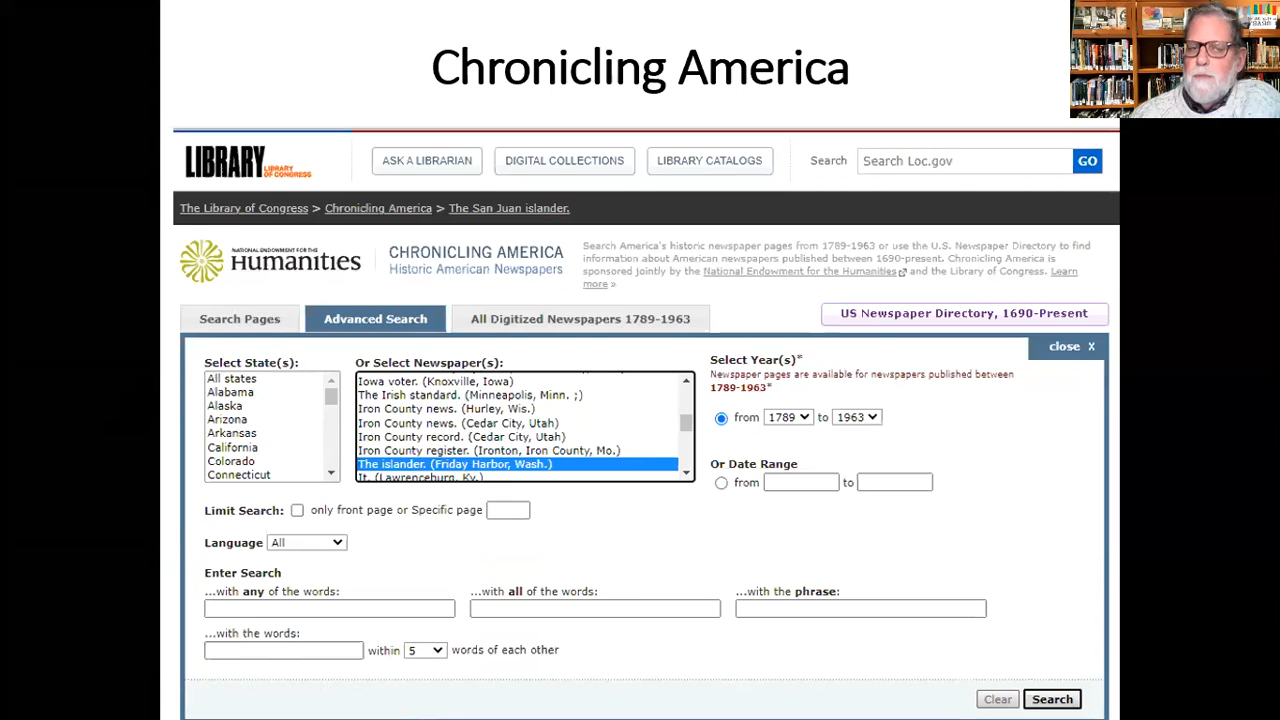 Chronicling America
LIBRARY
LIBRARY OF CONGRESS
ASK A LIBRARIAN
DIGITAL COLLECTIONS
LIBRARY CATALOGS
Search
Search Loc.gov
GO
The Library of Congress > Chronicling America > The San Juan islander.
NATIONAL ENDOWMENT FOR THE
Humanities
CHRONICLING AMERICA
Historic American Newspapers
Search America's historic newspaper pages from 1789-1963 or use the U.S. Newspaper Directory to find
information about American newspapers published between 1690-present. Chronicling America is
sponsored jointly by the National Endowment for the Humanities and the Library of Congress. Learn
more »
Search Pages
Advanced Search
All Digitized Newspapers 1789-1963
US Newspaper Directory, 1690-Present
close X
Select State(s):
All states
Alabama
Alaska
Arizona
Arkansas
California
Colorado
Connecticut
Or Select Newspaper(s):
Iowa voter. (Knoxville, Iowa)
The Irish standard. (Minneapolis, Minn. ;)
Iron County news. (Hurley, Wis.)
Iron County news. (Cedar City, Utah)
Iron County record. (Cedar City, Utah)
Iron County register. (Ironton, Iron County, Mo.)
The islander. (Friday Harbor, Wash.)
It. (Lawrenceburg, Ky.)
Select Year(s)*
Newspaper pages are available for newspapers published between
1789-1963*
from 1789 to 1963
Or Date Range
from to
Limit Search: only front page or Specific page
Language All
Enter Search
...with any of the words:
...with all of the words:
...with the phrase:
...with the words:
within 5 words of each other
Clear
Search